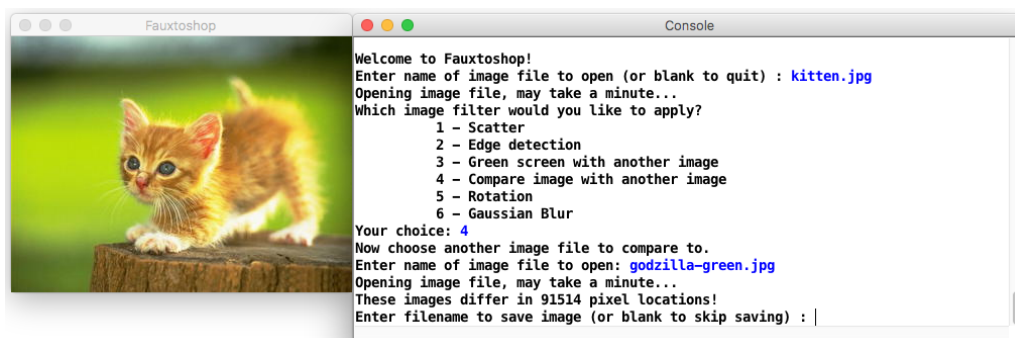 Fauxtoshop
Console
Welcome to Fauxtoshop!
Enter name of image file to open (or blank to quit) : kitten.jpg
Opening image file, may take a minute...
Which image filter would you like to apply?
1 – Scatter
2 – Edge detection
3 – Green screen with another image
4 – Compare image with another image
5 – Rotation
6 – Gaussian Blur
Your choice: 4
Now choose another image file to compare to.
Enter name of image file to open: godzilla-green.jpg
Opening image file, may take a minute...
These images differ in 91514 pixel locations!
Enter filename to save image (or blank to skip saving) :